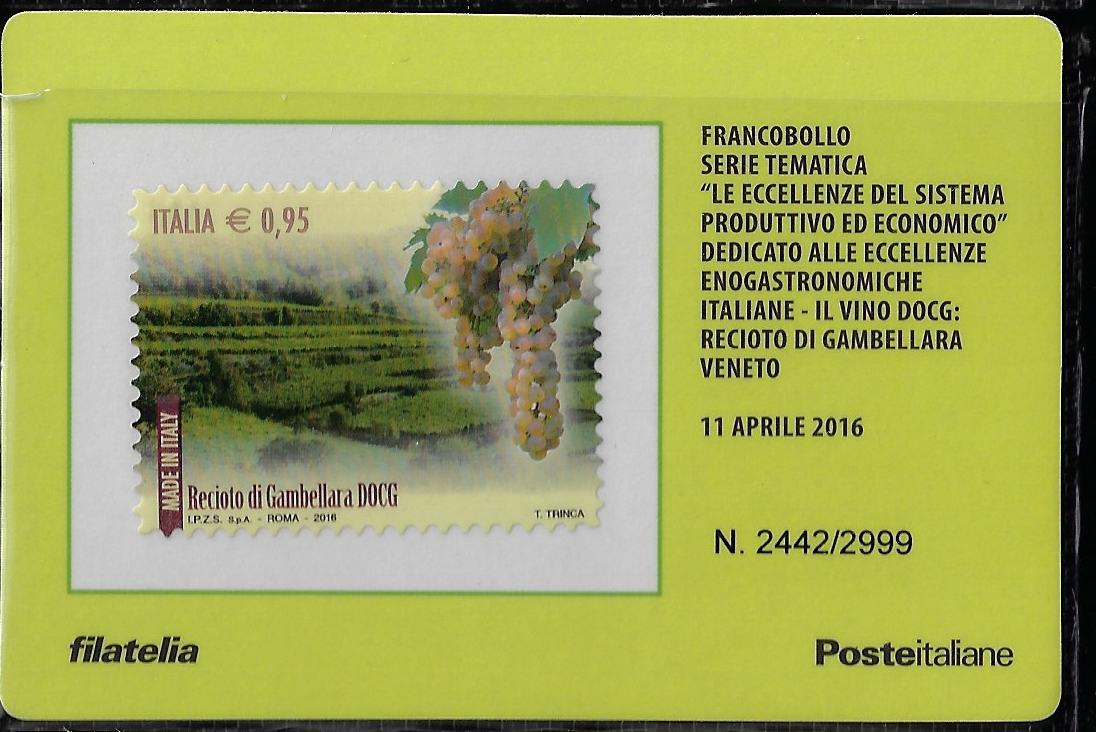 ITALIA € 0,95
MADE IN ITALY
Recioto di Gambellara DOCG
I.P.Z.S. S.p.A. - ROMA - 2016
T. TRINCA
FRANCOBOLLO
SERIE TEMATICA
“LE ECCELLENZE DEL SISTEMA
PRODUTTIVO ED ECONOMICO”
DEDICATO ALLE ECCELLENZE
ENOGASTRONOMICHE
ITALIANE - IL VINO DOCG:
RECIOTO DI GAMBELLARA
VENETO
11 APRILE 2016
N. 2442/2999
filatelia
Posteitaliane